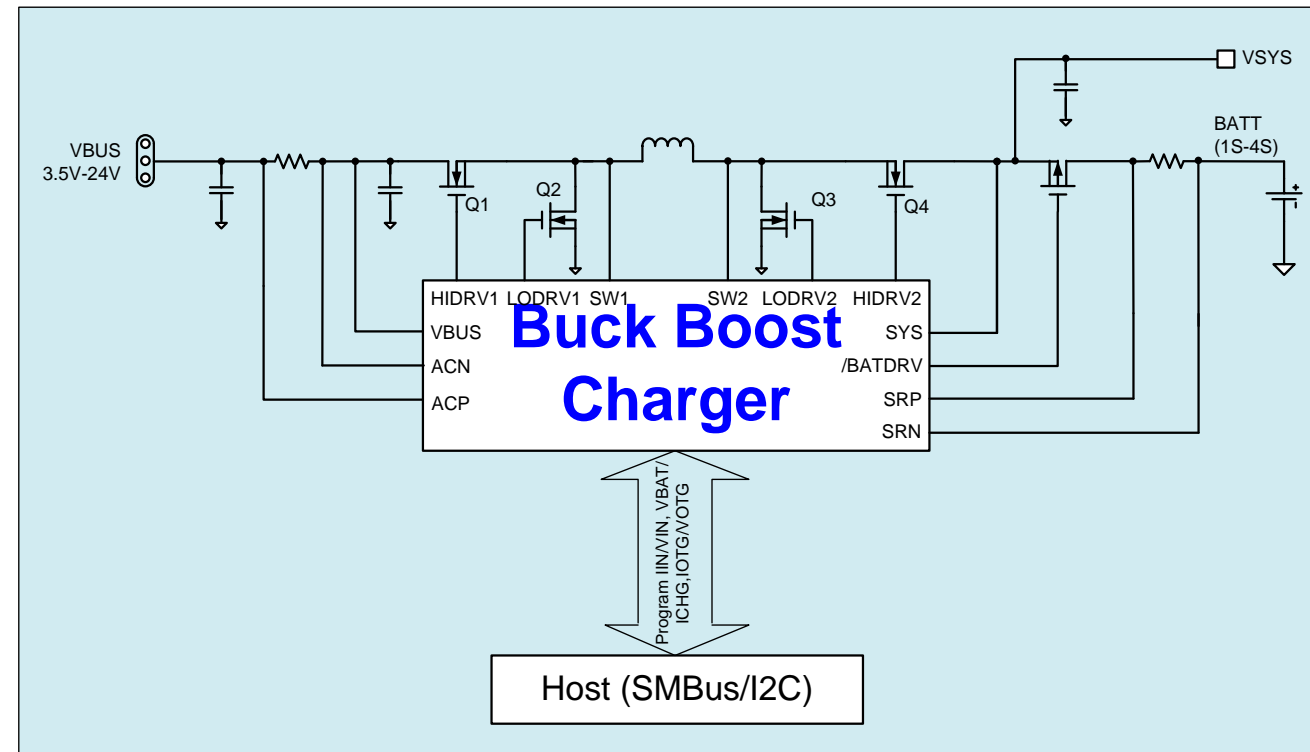 VSYS
BATT
(1S-4S)
+
-
VBUS
3.5V-24V
Q1
Q2
Q3
Q4
HIDRV1 LODRV1 SW1 SW2 LODRV2 HIDRV2
VBUS
SYS
ACN
/BATDRV
ACP
SRP
SRN
Buck Boost
Charger
Program IIN/VIN, VBAT/
ICHG,IOTG/VOTG
Host (SMBus/I2C)